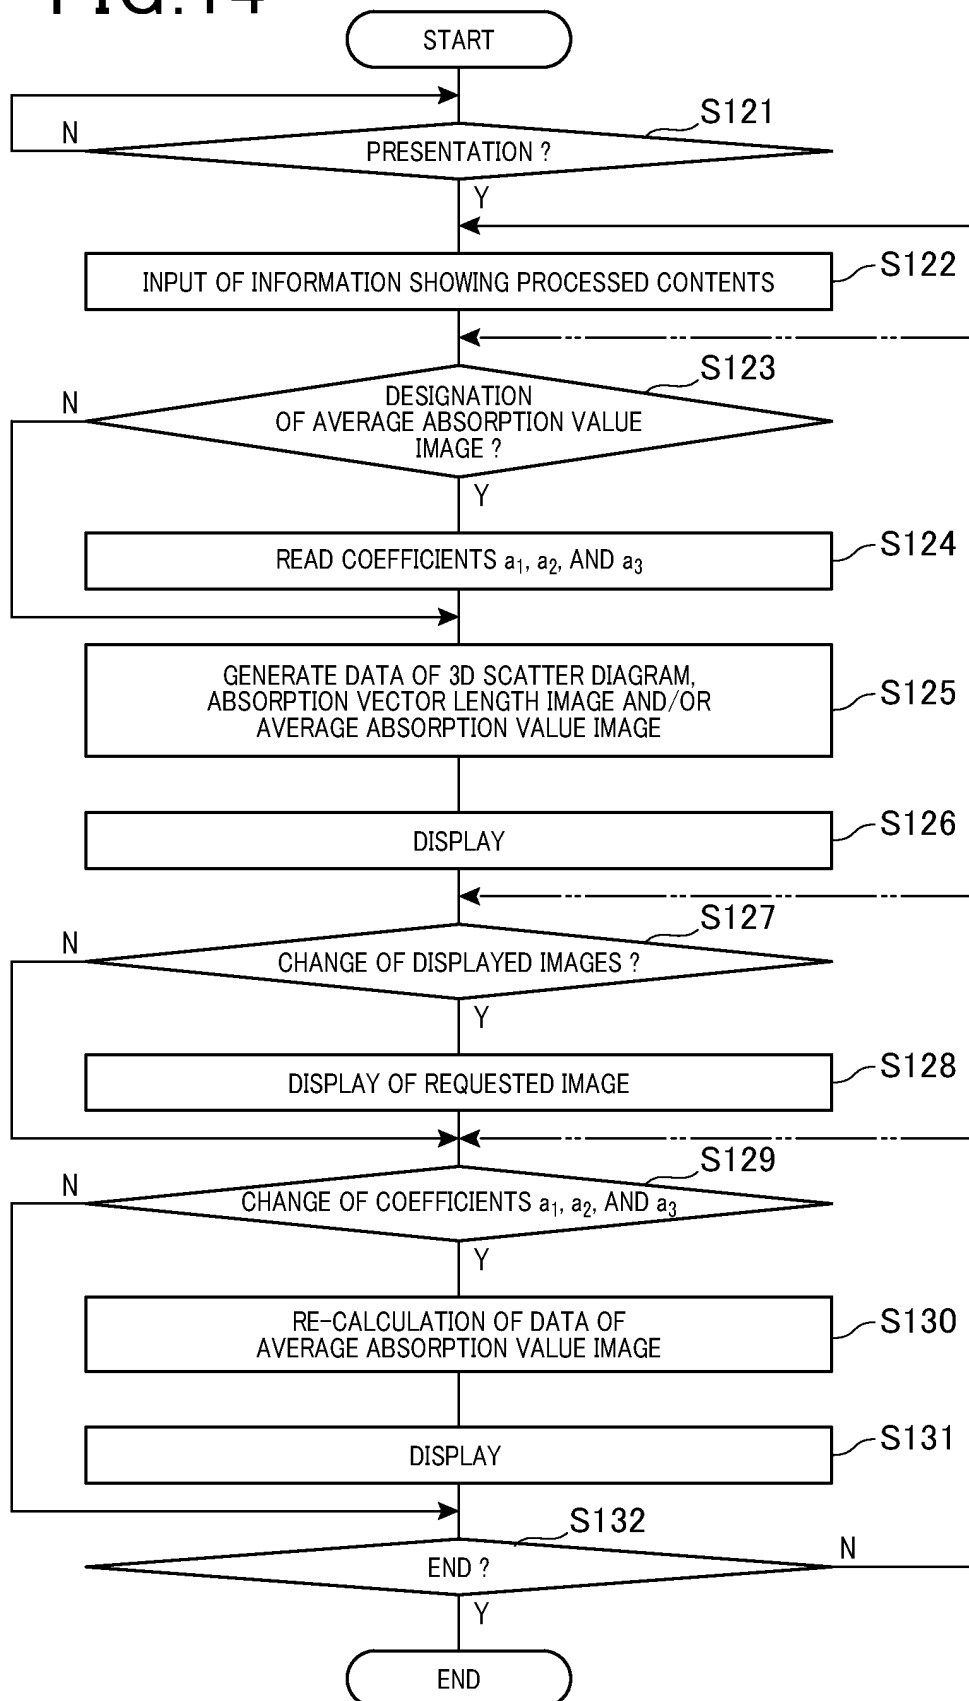 FIG.14
START
S121
N
PRESENTATION ?
Y
INPUT OF INFORMATION SHOWING PROCESSED CONTENTS
S122
S123
N
DESIGNATION
OF AVERAGE ABSORPTION VALUE
IMAGE ?
Y
READ COEFFICIENTS a₁, a₂, AND a₃
S124
GENERATE DATA OF 3D SCATTER DIAGRAM,
ABSORPTION VECTOR LENGTH IMAGE AND/OR
AVERAGE ABSORPTION VALUE IMAGE
S125
DISPLAY
S126
S127
N
CHANGE OF DISPLAYED IMAGES ?
Y
DISPLAY OF REQUESTED IMAGE
S128
S129
N
CHANGE OF COEFFICIENTS a₁, a₂, AND a₃
Y
RE-CALCULATION OF DATA OF
AVERAGE ABSORPTION VALUE IMAGE
S130
DISPLAY
S131
S132
END ?
N
Y
END